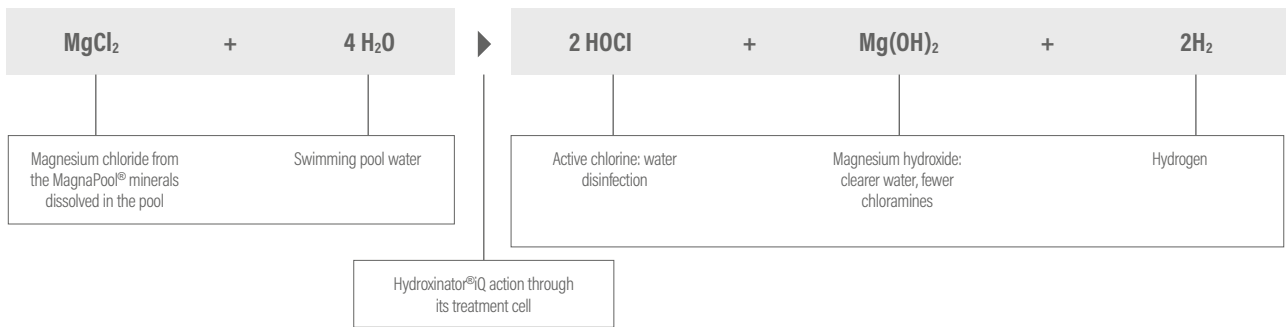 MgCl₂ + 4 H₂O ▶ 2 HOCl + Mg(OH)₂ + 2H₂
Magnesium chloride from
the MagnaPool® minerals
dissolved in the pool
Swimming pool water
Active chlorine: water
disinfection
Magnesium hydroxide:
clearer water, fewer
chloramines
Hydrogen
Hydroxinator®iQ action through
its treatment cell